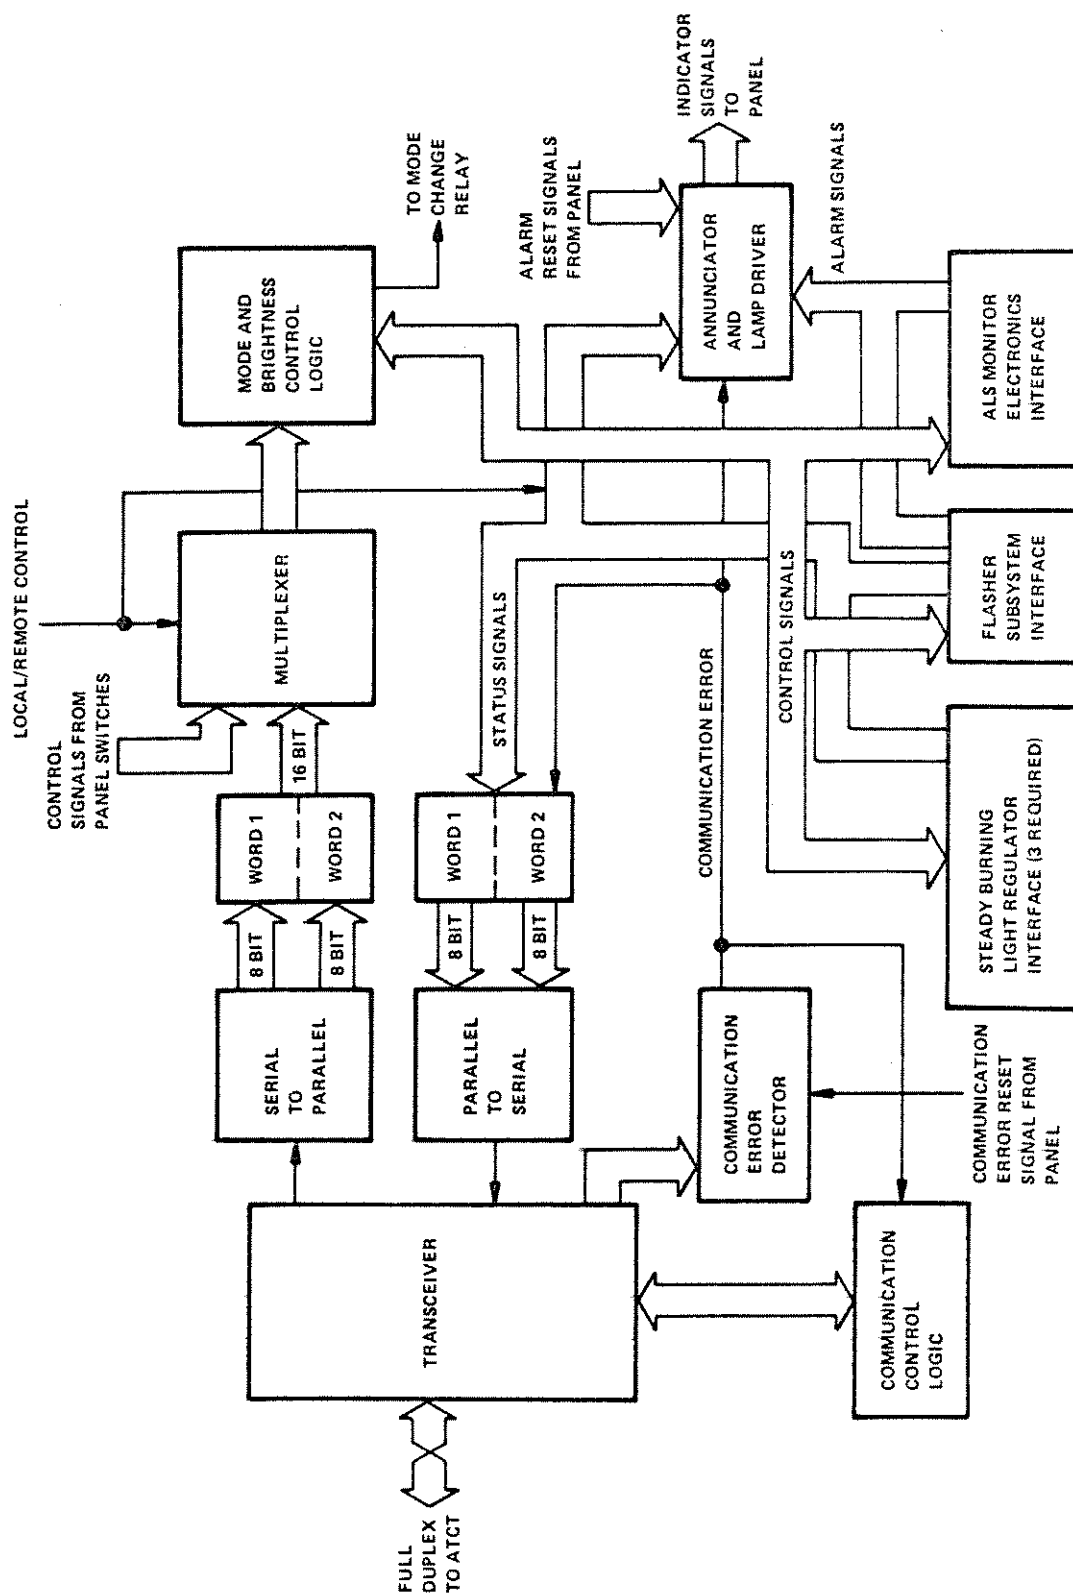 LOCAL/REMOTE CONTROL
CONTROL
SIGNALS FROM
PANEL SWITCHES
FULL
DUPLEX
TO ATCT
TRANSCEIVER
SERIAL
TO
PARALLEL
8 BIT
8 BIT
WORD 1
WORD 2
16 BIT
MULTIPLEXER
MODE AND
BRIGHTNESS
CONTROL
LOGIC
TO MODE
CHANGE
RELAY
PARALLEL
TO
SERIAL
8 BIT
8 BIT
WORD 1
WORD 2
STATUS SIGNALS
ALARM
RESET SIGNALS
FROM PANEL
INDICATOR
SIGNALS
TO
PANEL
ANNUNCIATOR
AND
LAMP DRIVER
COMMUNICATION
ERROR
DETECTOR
COMMUNICATION ERROR
CONTROL SIGNALS
ALARM SIGNALS
COMMUNICATION
CONTROL
LOGIC
COMMUNICATION
ERROR RESET
SIGNAL FROM
PANEL
STEADY BURNING
LIGHT REGULATOR
INTERFACE (3 REQUIRED)
FLASHER
SUBSYSTEM
INTERFACE
ALS MONITOR
ELECTRONICS
INTERFACE